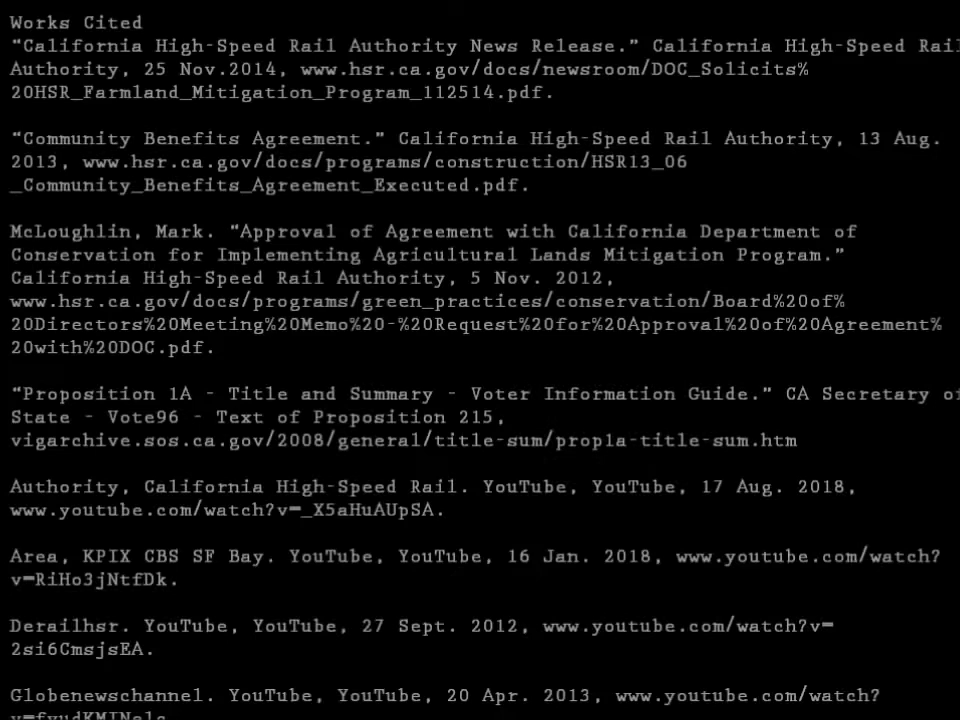 Works Cited
“California High-Speed Rail Authority News Release.” California High-Speed Rail
Authority, 25 Nov.2014, www.hsr.ca.gov/docs/newsroom/DOC_Solicits%
20HSR_Farmland_Mitigation_Program_112514.pdf.
“Community Benefits Agreement.” California High-Speed Rail Authority, 13 Aug.
2013, www.hsr.ca.gov/docs/programs/construction/HSR13_06
_Community_Benefits_Agreement_Executed.pdf.
McLoughlin, Mark. “Approval of Agreement with California Department of
Conservation for Implementing Agricultural Lands Mitigation Program.”
California High-Speed Rail Authority, 5 Nov. 2012,
www.hsr.ca.gov/docs/programs/green_practices/conservation/Board%20of%
20Directors%20Meeting%20Memo%20-%20Request%20for%20Approval%20of%20Agreement%
20with%20DOC.pdf.
“Proposition 1A - Title and Summary - Voter Information Guide.” CA Secretary of
State - Vote96 - Text of Proposition 215,
vigarchive.sos.ca.gov/2008/general/title-sum/prop1a-title-sum.htm
Authority, California High-Speed Rail. YouTube, YouTube, 17 Aug. 2018,
www.youtube.com/watch?v=_X5aHuAUpSA.
Area, KPIX CBS SF Bay. YouTube, YouTube, 16 Jan. 2018, www.youtube.com/watch?
v=RiHo3jNtfDk.
Derailhsr. YouTube, YouTube, 27 Sept. 2012, www.youtube.com/watch?v=
2si6CmsjsEA.
Globenewschannel. YouTube, YouTube, 20 Apr. 2013, www.youtube.com/watch?